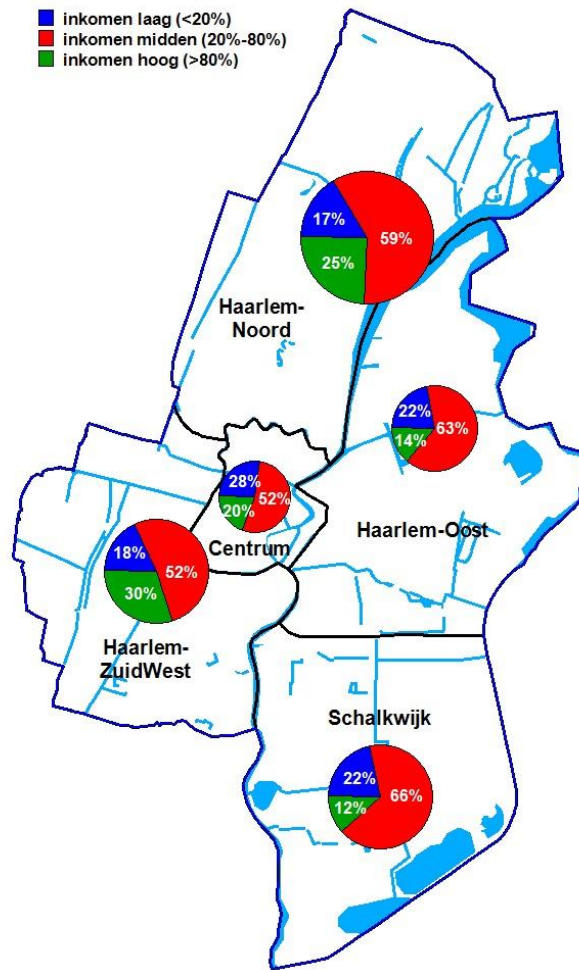 inkomen laag (<20%)
inkomen midden (20%-80%)
inkomen hoog (>80%)
17%
59%
25%
Haarlem-
Noord
22%
63%
14%
28%
52%
20%
Centrum
Haarlem-Oost
18%
52%
30%
Haarlem-
ZuidWest
Schalkwijk
22%
66%
12%